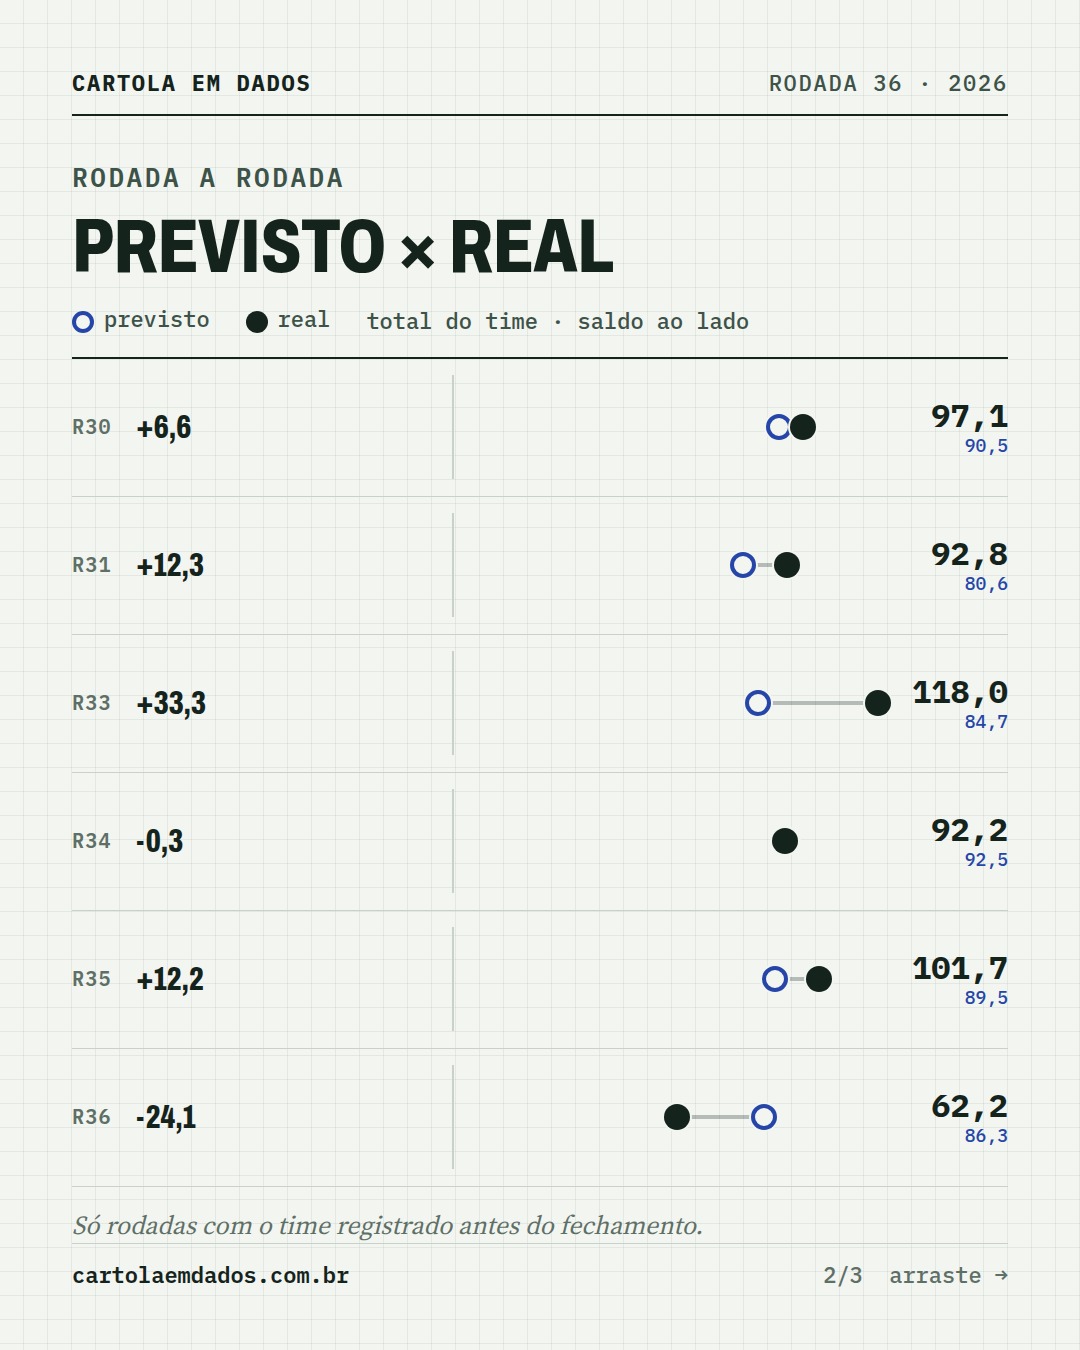 CARTOLA EM DADOS
RODADA 36 · 2026
RODADA A RODADA
PREVISTO × REAL
previsto real total do time · saldo ao lado
R30 +6,6 97,1
90,5
R31 +12,3 92,8
80,6
R33 +33,3 118,0
84,7
R34 -0,3 92,2
92,5
R35 +12,2 101,7
89,5
R36 -24,1 62,2
86,3
Só rodadas com o time registrado antes do fechamento.
cartolaemdados.com.br
2/3 arraste →